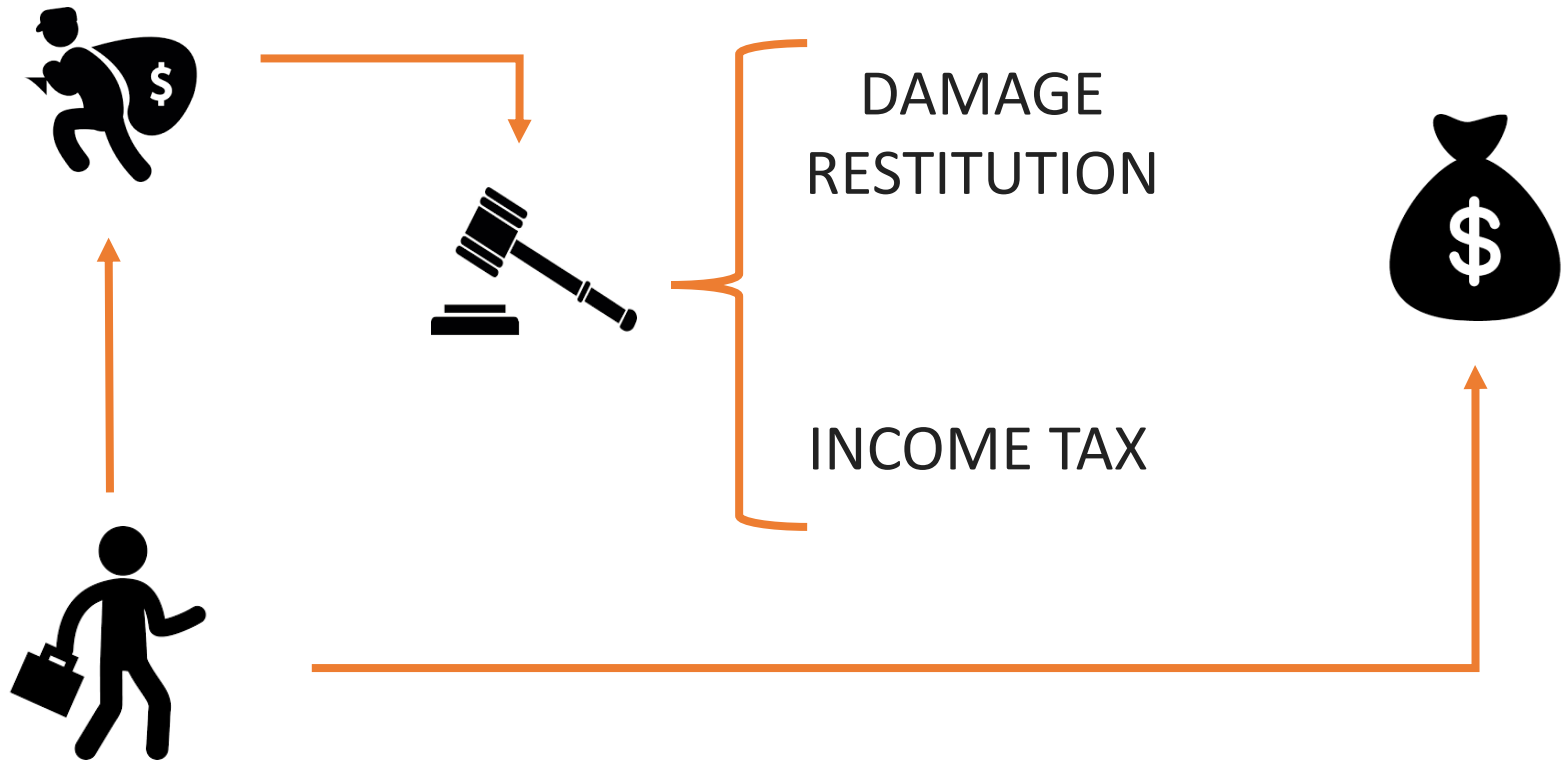 $
DAMAGE
RESTITUTION
$
INCOME TAX